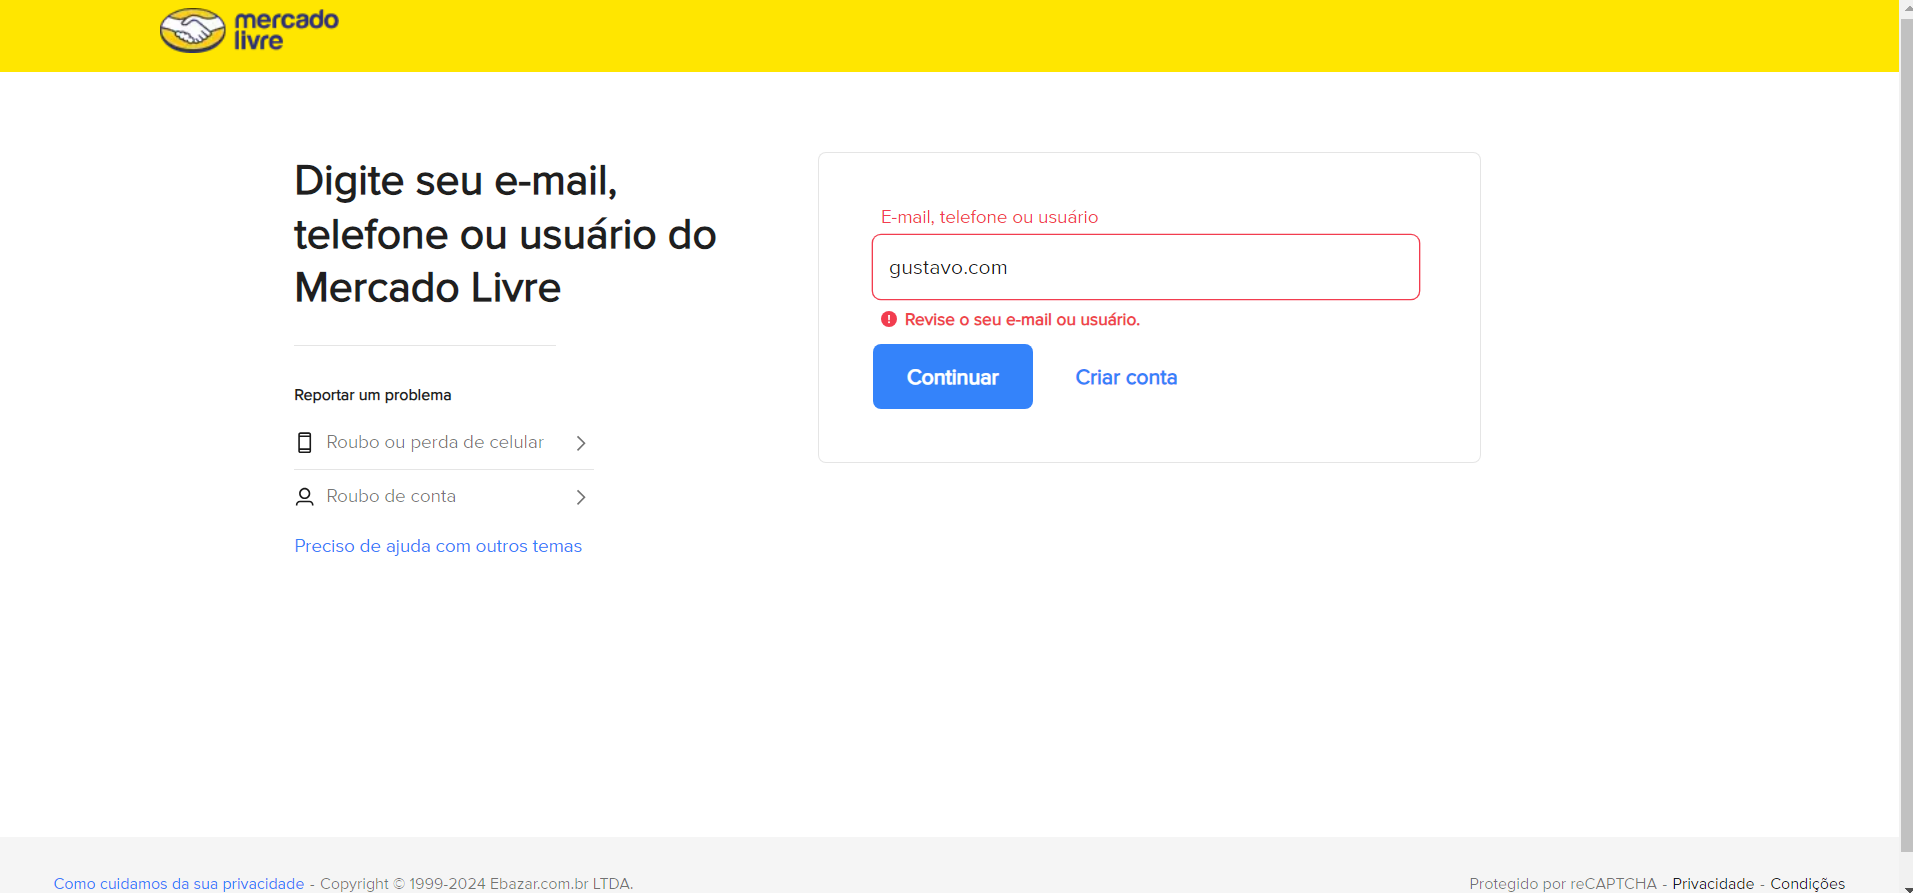 mercado
livre
Digite seu e-mail,
telefone ou usuário do
Mercado Livre
Reportar um problema
Roubo ou perda de celular
Roubo de conta
Preciso de ajuda com outros temas
E-mail, telefone ou usuário
gustavo.com
Revise o seu e-mail ou usuário.
Continuar
Criar conta
Como cuidamos da sua privacidade - Copyright © 1999-2024 Ebazar.com.br LTDA.
Protegido por reCAPTCHA - Privacidade - Condições